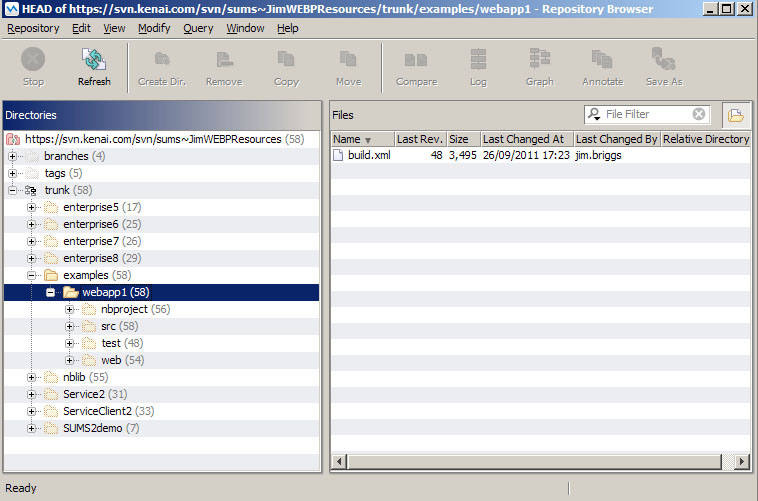 HEAD of https://svn.kenai.com/svn/sums~JimWEBPResources/trunk/examples/webapp1 - Repository Browser
Repository Edit View Modify Query Window Help
Stop Refresh Create Dir. Remove Copy Move Compare Log Graph Annotate Save As
Directories
https://svn.kenai.com/svn/sums~JimWEBPResources (58)
branches (4)
tags (5)
trunk (58)
enterprise5 (17)
enterprise6 (25)
enterprise7 (26)
enterprise8 (29)
examples (58)
webapp1 (58)
nbproject (56)
src (58)
test (48)
web (54)
nblib (55)
Service2 (31)
ServiceClient2 (33)
SUMS2demo (7)
Files File Filter
Name Last Rev. Size Last Changed At Last Changed By Relative Directory
build.xml 48 3,495 26/09/2011 17:23 jim.briggs
Ready